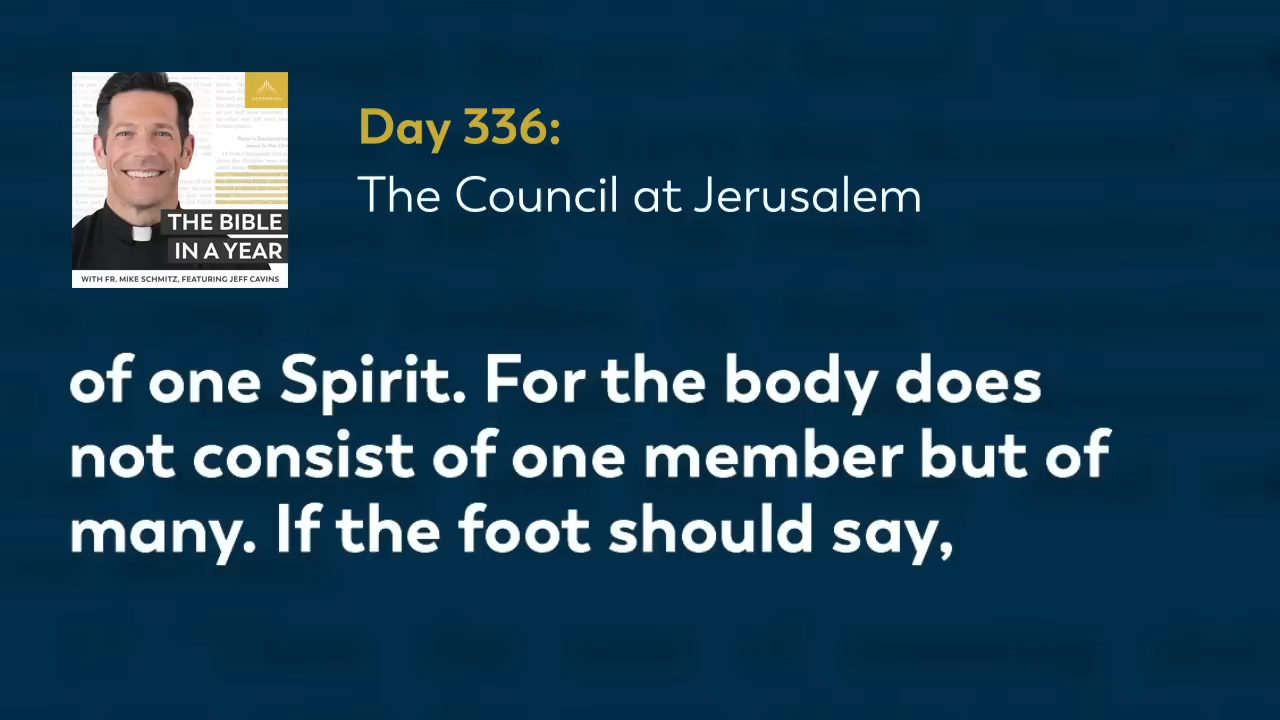 THE BIBLE
IN A YEAR
WITH FR. MIKE SCHMITZ, FEATURING JEFF CAVINS
Day 336:
The Council at Jerusalem
of one Spirit. For the body does
not consist of one member but of
many. If the foot should say,